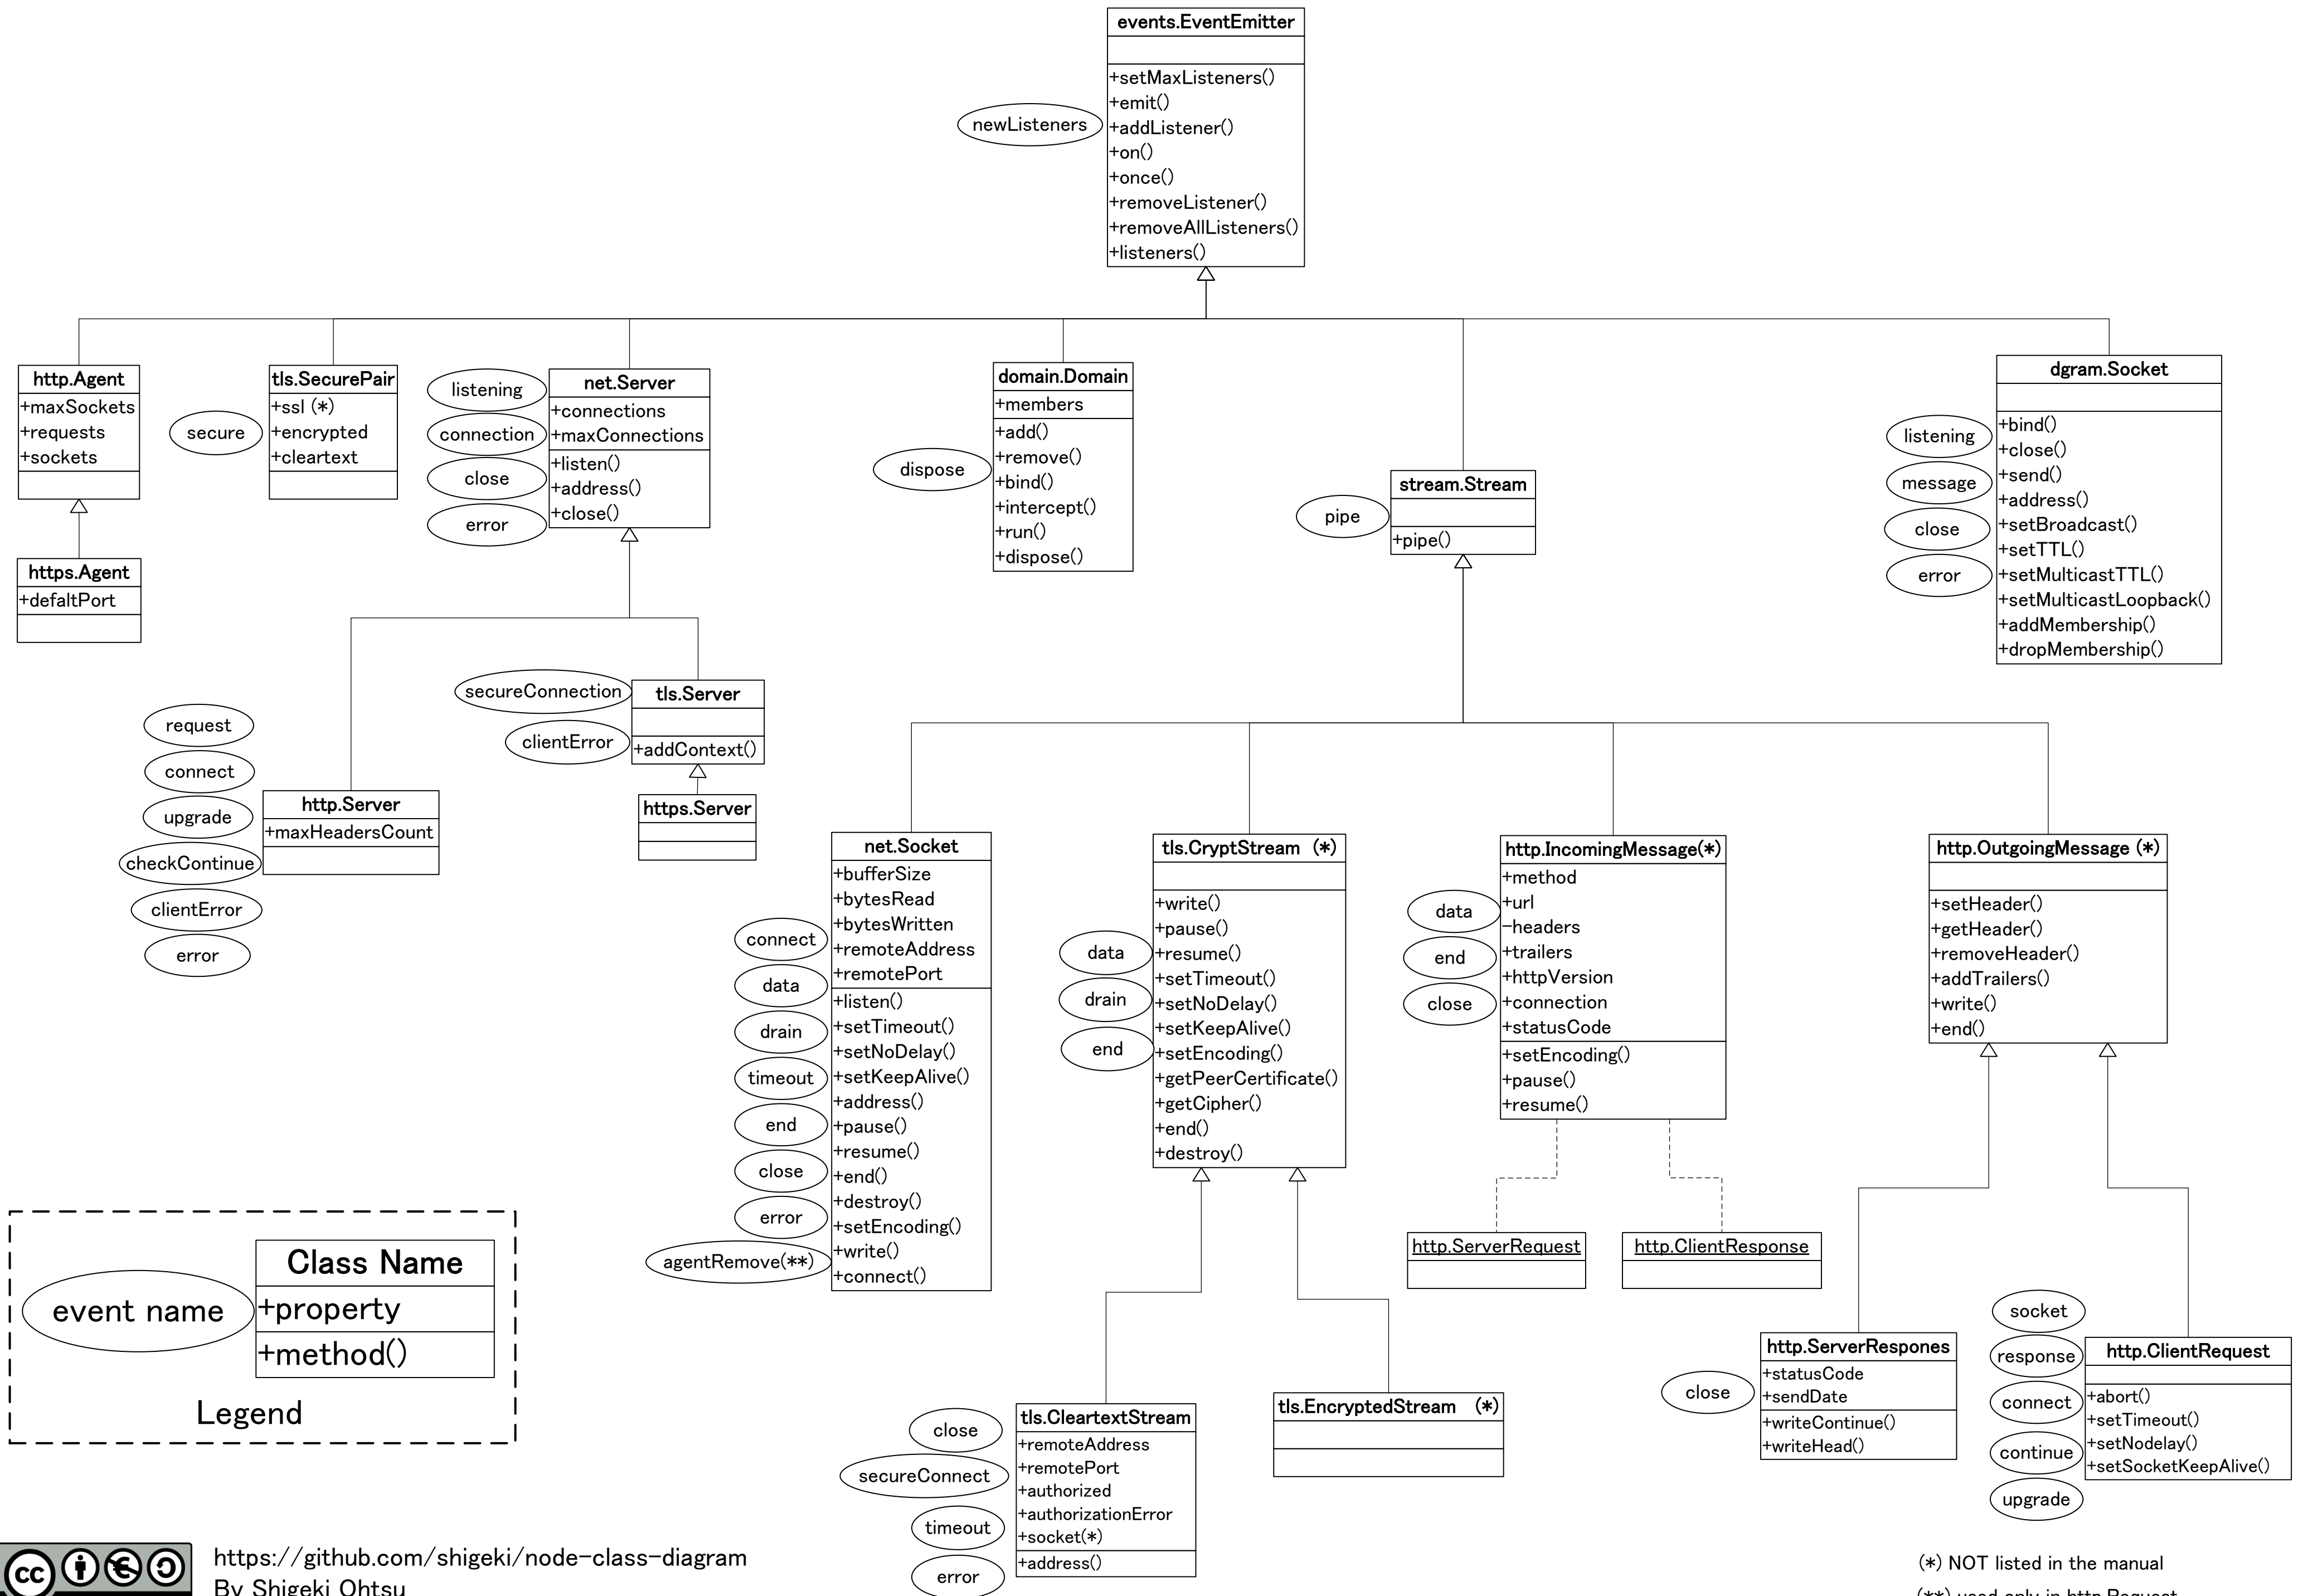 events.EventEmitter
+setMaxListeners()
+emit()
+addListener()
+on()
+once()
+removeListener()
+removeAllListeners()
+listeners()
newListeners
http.Agent
+maxSockets
+requests
+sockets
https.Agent
+defaltPort
tls.SecurePair
+ssl (*)
+encrypted
+cleartext
secure
net.Server
+connections
+maxConnections
+listen()
+address()
+close()
listening
connection
close
error
domain.Domain
+members
+add()
+remove()
+bind()
+intercept()
+run()
+dispose()
dispose
stream.Stream
+pipe()
pipe
dgram.Socket
+bind()
+close()
+send()
+address()
+setBroadcast()
+setTTL()
+setMulticastTTL()
+setMulticastLoopback()
+addMembership()
+dropMembership()
listening
message
close
error
http.Server
+maxHeadersCount
request
connect
upgrade
checkContinue
clientError
error
tls.Server
+addContext()
secureConnection
clientError
https.Server
net.Socket
+bufferSize
+bytesRead
+bytesWritten
+remoteAddress
+remotePort
+listen()
+setTimeout()
+setNoDelay()
+setKeepAlive()
+address()
+pause()
+resume()
+end()
+destroy()
+setEncoding()
+write()
+connect()
connect
data
drain
timeout
end
close
error
agentRemove(**)
tls.CryptStream (*)
+write()
+pause()
+resume()
+setTimeout()
+setNoDelay()
+setKeepAlive()
+setEncoding()
+getPeerCertificate()
+getCipher()
+end()
+destroy()
data
drain
end
http.IncomingMessage(*)
+method
+url
-headers
+trailers
+httpVersion
+connection
+statusCode
+setEncoding()
+pause()
+resume()
data
end
close
http.OutgoingMessage (*)
+setHeader()
+getHeader()
+removeHeader()
+addTrailers()
+write()
+end()
http.ServerRequest
http.ClientResponse
http.ServerRespones
+statusCode
+sendDate
+writeContinue()
+writeHead()
close
http.ClientRequest
+abort()
+setTimeout()
+setNodelay()
+setSocketKeepAlive()
socket
response
connect
continue
upgrade
tls.CleartextStream
+remoteAddress
+remotePort
+authorized
+authorizationError
+socket(*)
+address()
close
secureConnect
timeout
error
tls.EncryptedStream (*)
Class Name
+property
+method()
event name
Legend
cc
https://github.com/shigeki/node-class-diagram
By Shigeki Ohtsu
(*) NOT listed in the manual
(**) used only in http.Request